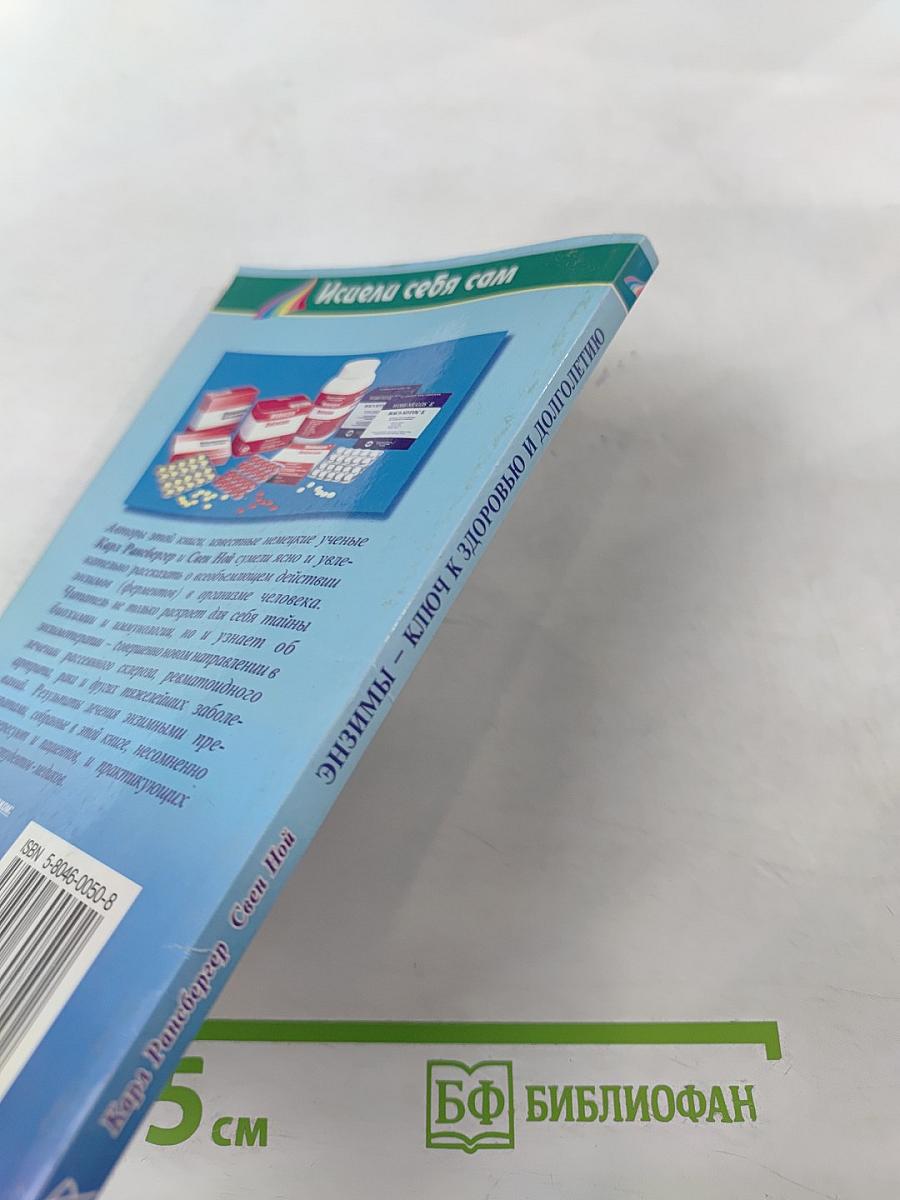 Исцели себя сам
Авторы этой книги, известные немецкие ученые
Карл Рансбергер и Свен Ной сумели ясно и увле-
кательно рассказать о всеобъемлющем действии
энзимов (ферментов) в организме человека.
Читатель не только раскроет для себя тайны
биохимии и иммунологии, но и узнает об
энзимотерапии – совершенно новом направлении в
лечении рассеянного склероза, ревматоидного
артрита, рака и других тяжелейших заболе-
ваний. Результаты лечения энзимными пре-
собранные в этой книге, несомненно
и пациентов, и практикующих
студентов-медиков.
ISBN 5-8046-0050-8
Карл Рансбергер Свен Ной
ЭНЗИМЫ – КЛЮЧ К ЗДОРОВЬЮ И ДОЛГОЛЕТИЮ
5 см
БФ БИБЛИОФАН